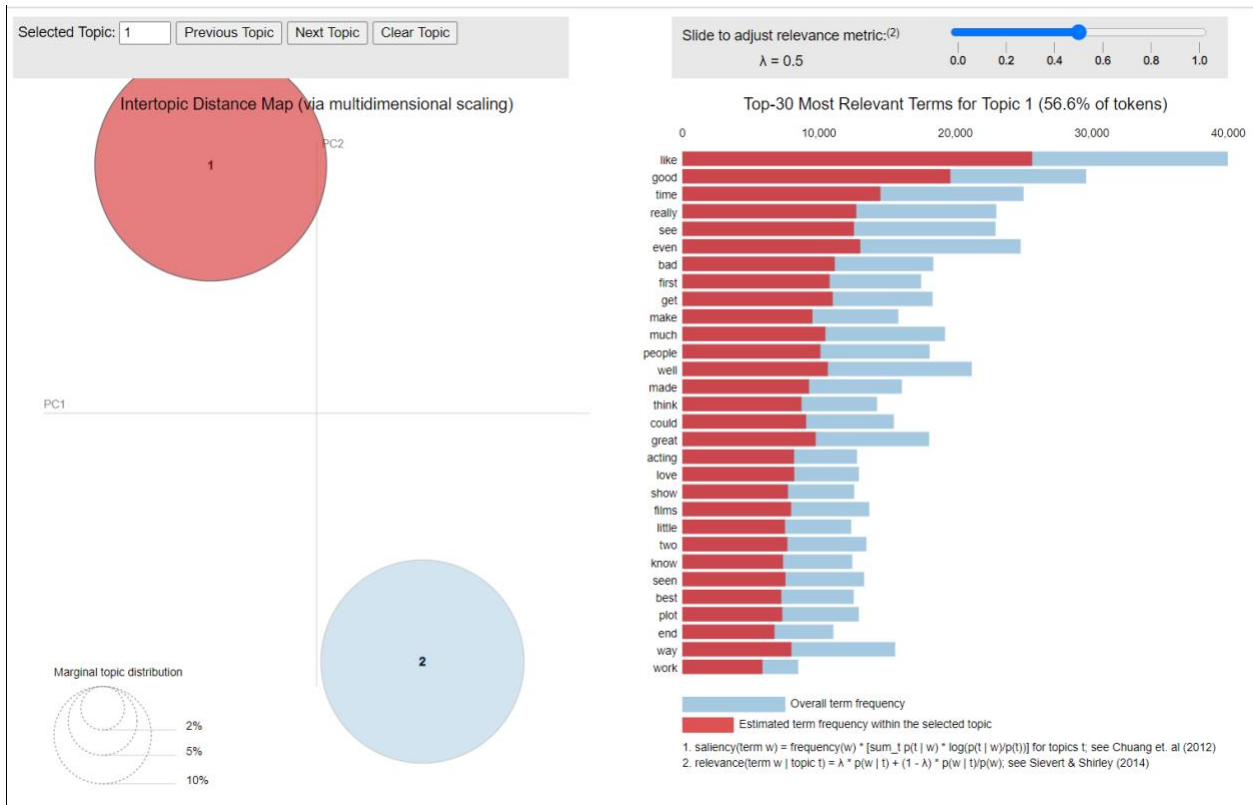 Selected Topic: 1 Previous Topic Next Topic Clear Topic
Slide to adjust relevance metric:(2)
λ = 0.5
0.0 0.2 0.4 0.6 0.8 1.0
Intertopic Distance Map (via multidimensional scaling)
PC2
1
PC1
2
Marginal topic distribution
2%
5%
10%
Top-30 Most Relevant Terms for Topic 1 (56.6% of tokens)
0 10,000 20,000 30,000 40,000
like
good
time
really
see
even
bad
first
get
make
much
people
well
made
think
could
great
acting
love
show
films
little
two
know
seen
best
plot
end
way
work
Overall term frequency
Estimated term frequency within the selected topic
1. saliency(term w) = frequency(w) * [sum_t p(t | w) * log(p(t | w)/p(t))] for topics t; see Chuang et. al (2012)
2. relevance(term w | topic t) = λ * p(w | t) + (1 - λ) * p(w | t)/p(w); see Sievert & Shirley (2014)